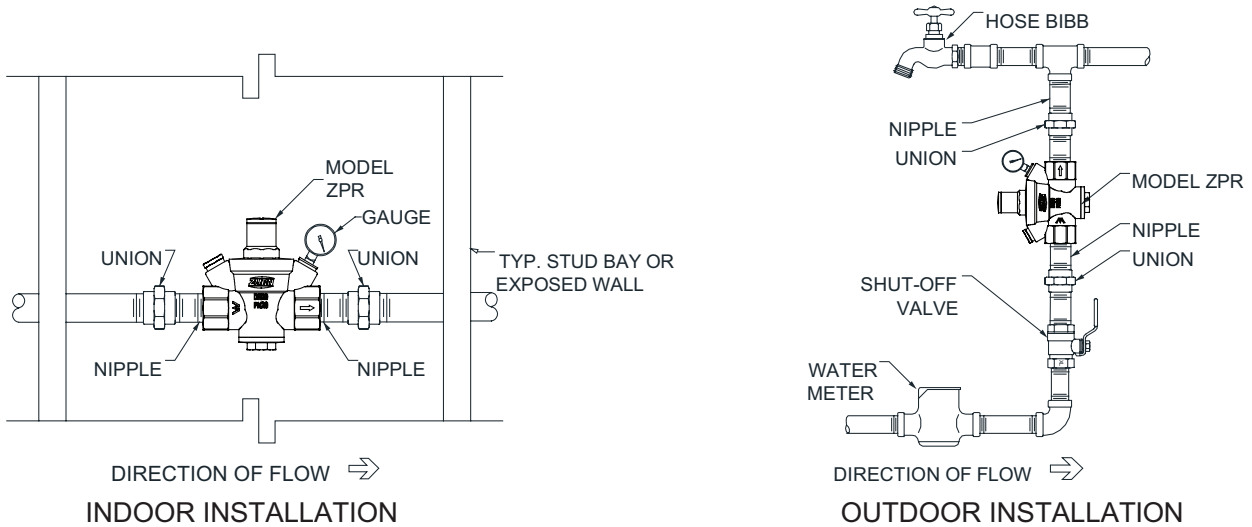 MODEL
ZPR
GAUGE
UNION
UNION
TYP. STUD BAY OR
EXPOSED WALL
NIPPLE
NIPPLE
DIRECTION OF FLOW
INDOOR INSTALLATION
HOSE BIBB
NIPPLE
UNION
MODEL ZPR
NIPPLE
UNION
SHUT-OFF
VALVE
WATER
METER
DIRECTION OF FLOW
OUTDOOR INSTALLATION